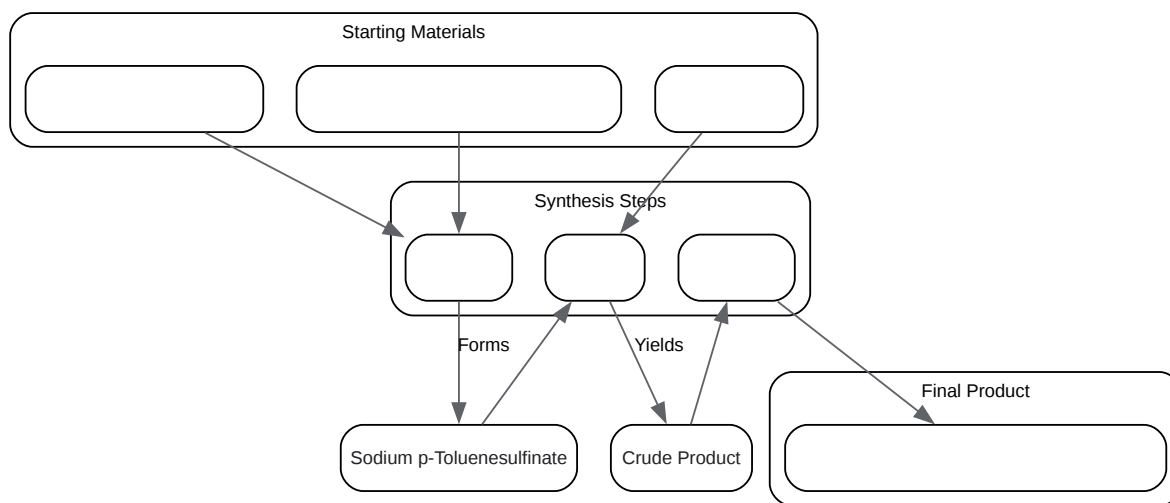 Starting Materials
Synthesis Steps
Forms
Yields
Final Product
Sodium p-Toluenesulfinate
Crude Product